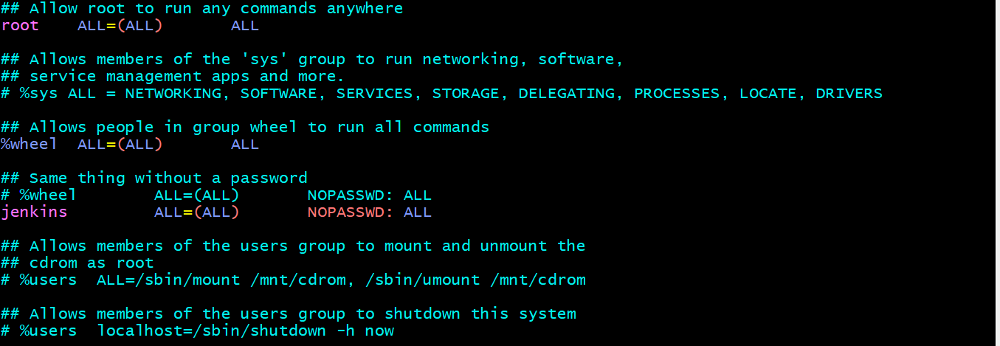 ## Allow root to run any commands anywhere
root    ALL=(ALL)       ALL
## Allows members of the 'sys' group to run networking, software,
## service management apps and more.
# %sys ALL = NETWORKING, SOFTWARE, SERVICES, STORAGE, DELEGATING, PROCESSES, LOCATE, DRIVERS
## Allows people in group wheel to run all commands
%wheel  ALL=(ALL)       ALL
## Same thing without a password
# %wheel        ALL=(ALL)       NOPASSWD: ALL
jenkins         ALL=(ALL)       NOPASSWD: ALL
## Allows members of the users group to mount and unmount the
## cdrom as root
# %users  ALL=/sbin/mount /mnt/cdrom, /sbin/umount /mnt/cdrom
## Allows members of the users group to shutdown this system
# %users  localhost=/sbin/shutdown -h now